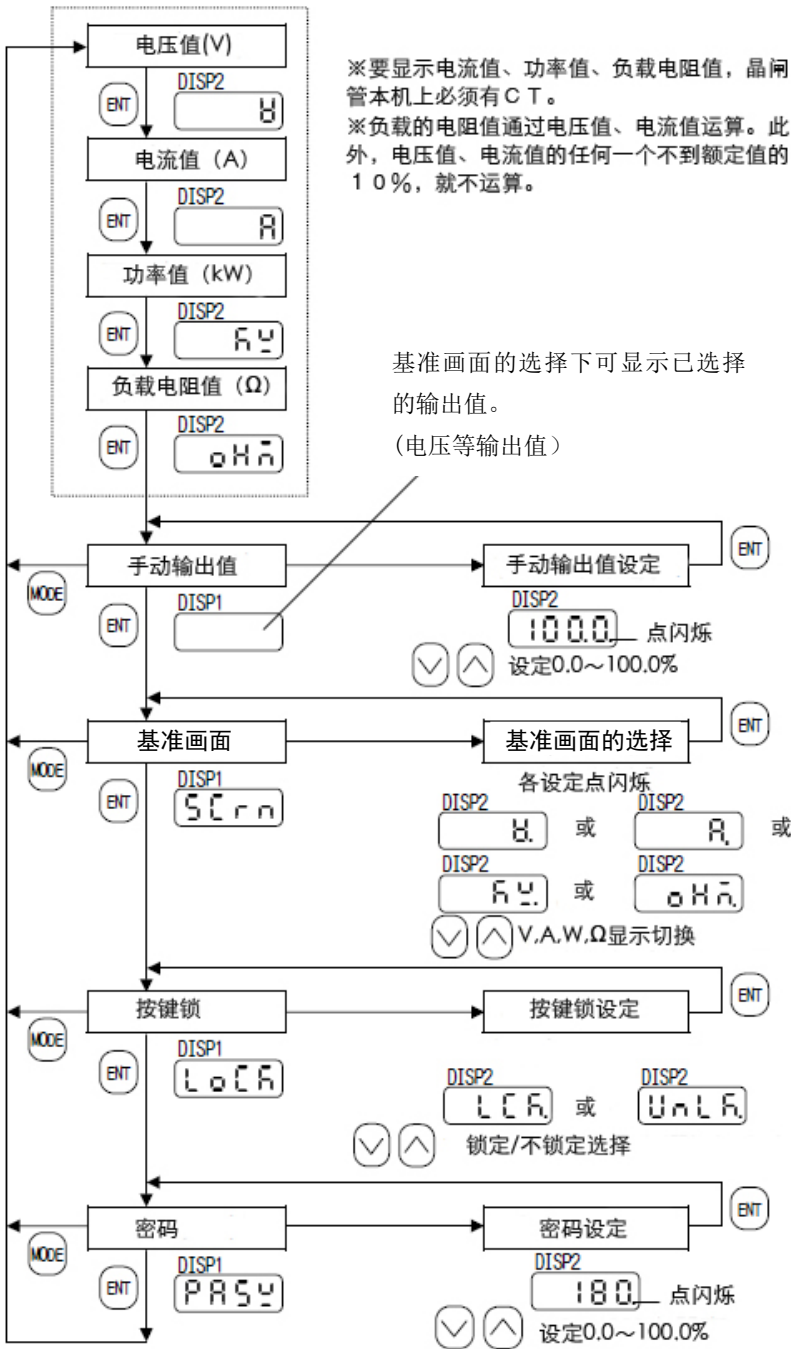 电压值(V)
※要显示电流值、功率值、负载电阻值，晶闸
管本机上必须有ＣＴ。
※负载的电阻值通过电压值、电流值运算。此
外，电压值、电流值的任何一个不到额定值的
１０％，就不运算。
ENT
DISP2
V
电流值（A）
ENT
DISP2
A
功率值（kW）
ENT
DISP2
kW
负载电阻值（Ω）
ENT
DISP2
oHm
基准画面的选择下可显示已选择
的输出值。
(电压等输出值）
手动输出值
手动输出值设定
ENT
MODE
ENT
DISP1
DISP2
100.0. 点闪烁
设定0.0～100.0%
基准画面
基准画面的选择
ENT
MODE
ENT
DISP1
SCrn
各设定点闪烁
DISP2
V. 或
DISP2
A. 或
DISP2
kW. 或
DISP2
oHm.
V,A,W,Ω显示切换
按键锁
按键锁设定
ENT
MODE
ENT
DISP1
LoCk
DISP2
LCk. 或
DISP2
UnLk.
锁定/不锁定选择
密码
密码设定
ENT
MODE
ENT
DISP1
PASW
DISP2
180. 点闪烁
设定0.0～100.0%